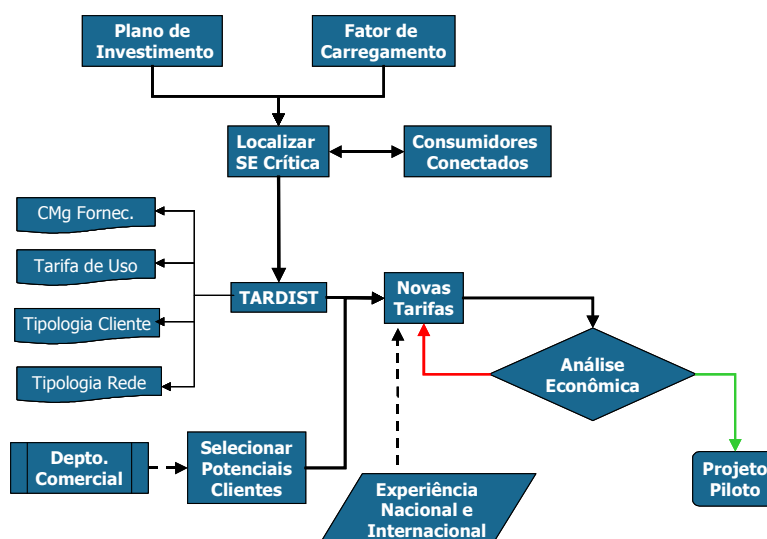 Plano de
Investimento
Fator de
Carregamento
Localizar
SE Crítica
Consumidores
Conectados
CMg Fornec.
Tarifa de Uso
Tipologia Cliente
Tipologia Rede
TARDIST
Novas
Tarifas
Análise
Econômica
Depto.
Comercial
Selecionar
Potenciais
Clientes
Experiência
Nacional e
Internacional
Projeto
Piloto